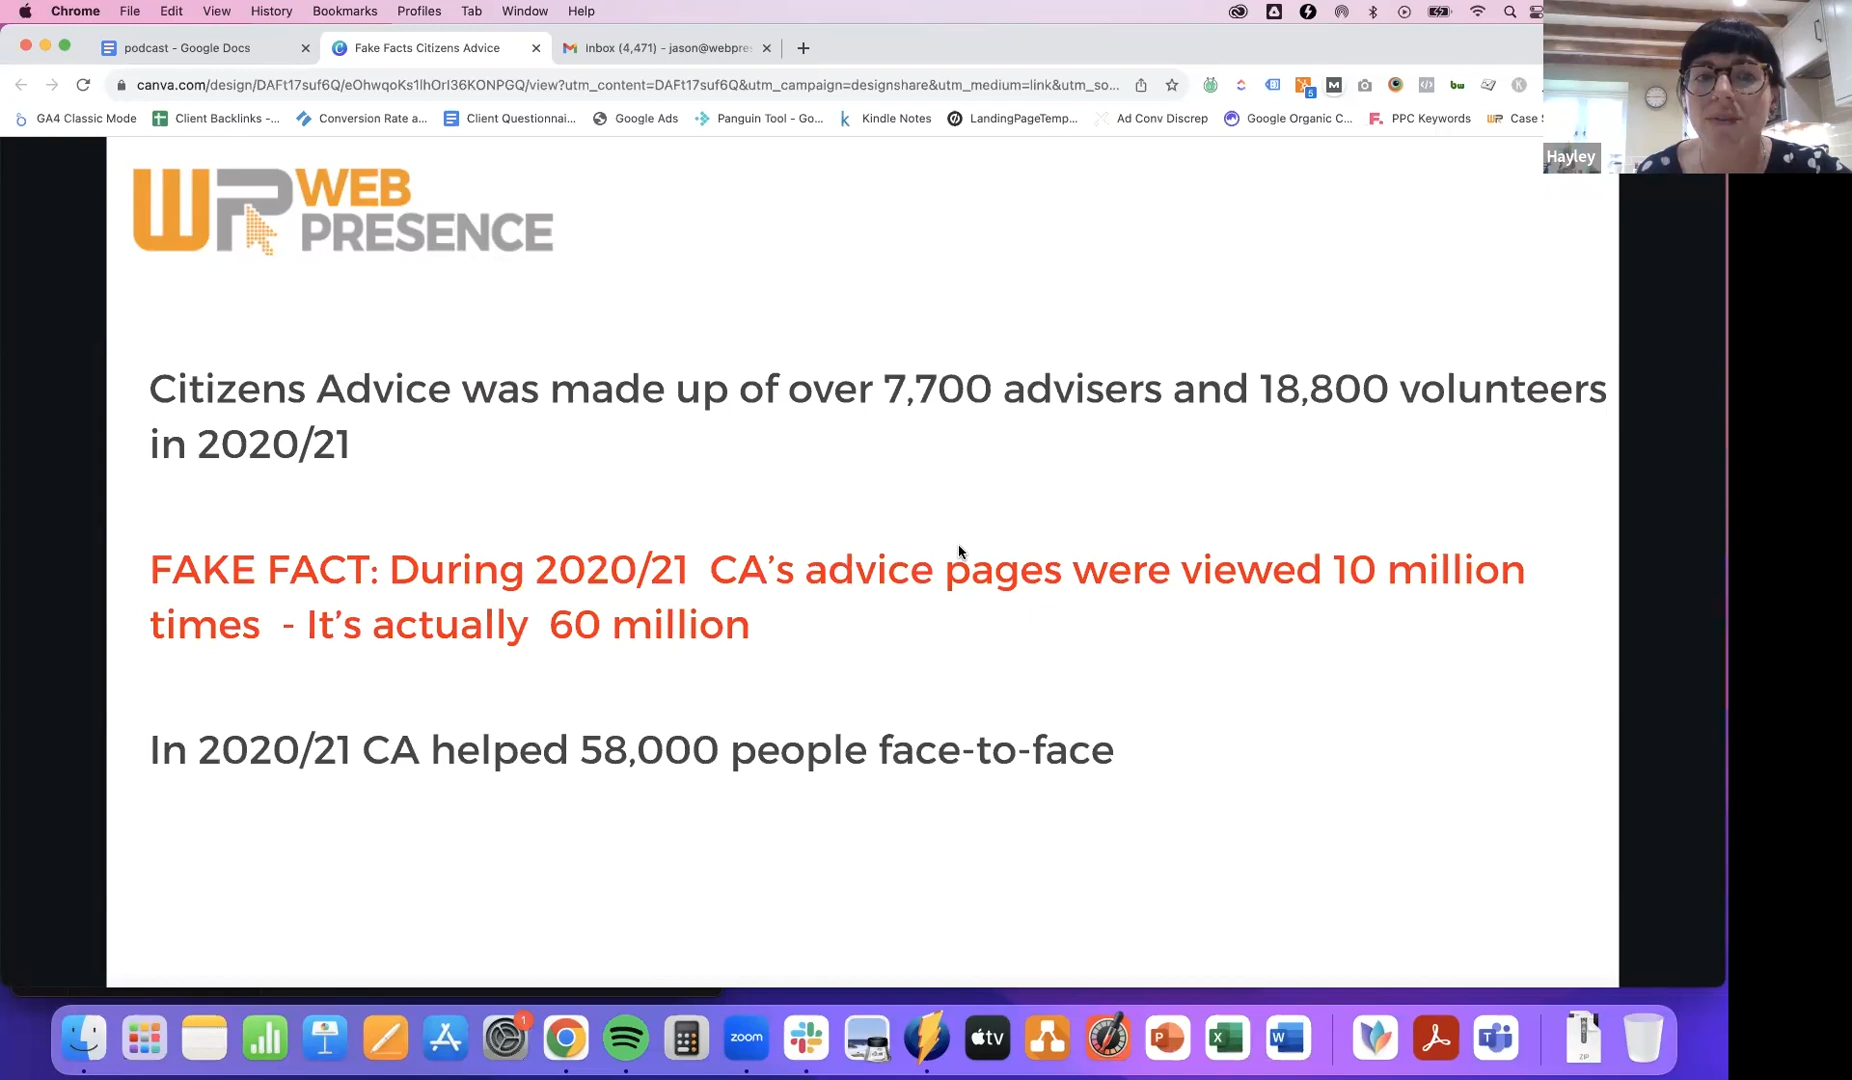 Chrome File Edit View History Bookmarks Profiles Tab Window Help
podcast - Google Docs
Fake Facts Citizens Advice
Inbox (4,471) - jason@webpres
canva.com/design/DAFt17suf6Q/eOhwqoKs1lhOrI36KONPGQ/view?utm_content=DAFt17suf6Q&utm_campaign=designshare&utm_medium=link&utm_so...
GA4 Classic Mode Client Backlinks -... Conversion Rate a... Client Questionnai... Google Ads Panguin Tool - Go... Kindle Notes LandingPageTemp... Ad Conv Discrep Google Organic C... PPC Keywords Case
Hayley
WP WEB
PRESENCE
Citizens Advice was made up of over 7,700 advisers and 18,800 volunteers
in 2020/21
FAKE FACT: During 2020/21 CA’s advice pages were viewed 10 million
times - It’s actually 60 million
In 2020/21 CA helped 58,000 people face-to-face
1
zoom
tv
P X W
ZIP